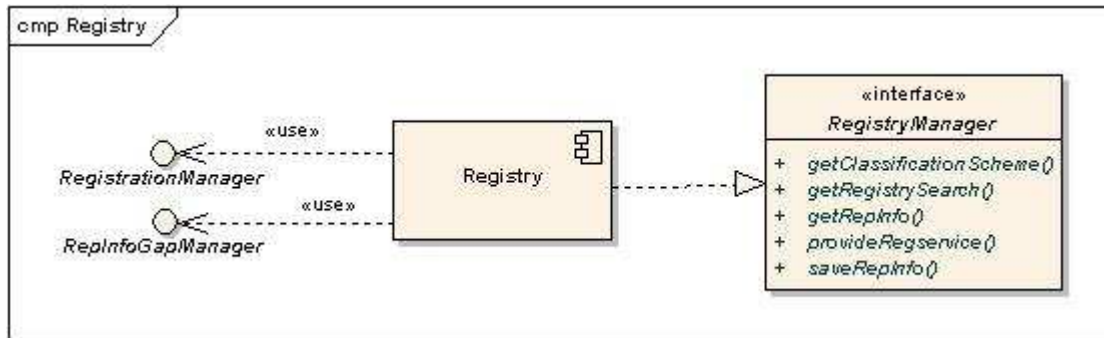 cmp Registry
«use»
RegistrationManager
«use»
RepInfoGapManager
Registry
«interface»
RegistryManager
+ getClassificationScheme()
+ getRegistrySearch()
+ getRepInfo()
+ provideRegservice()
+ saveRepInfo()